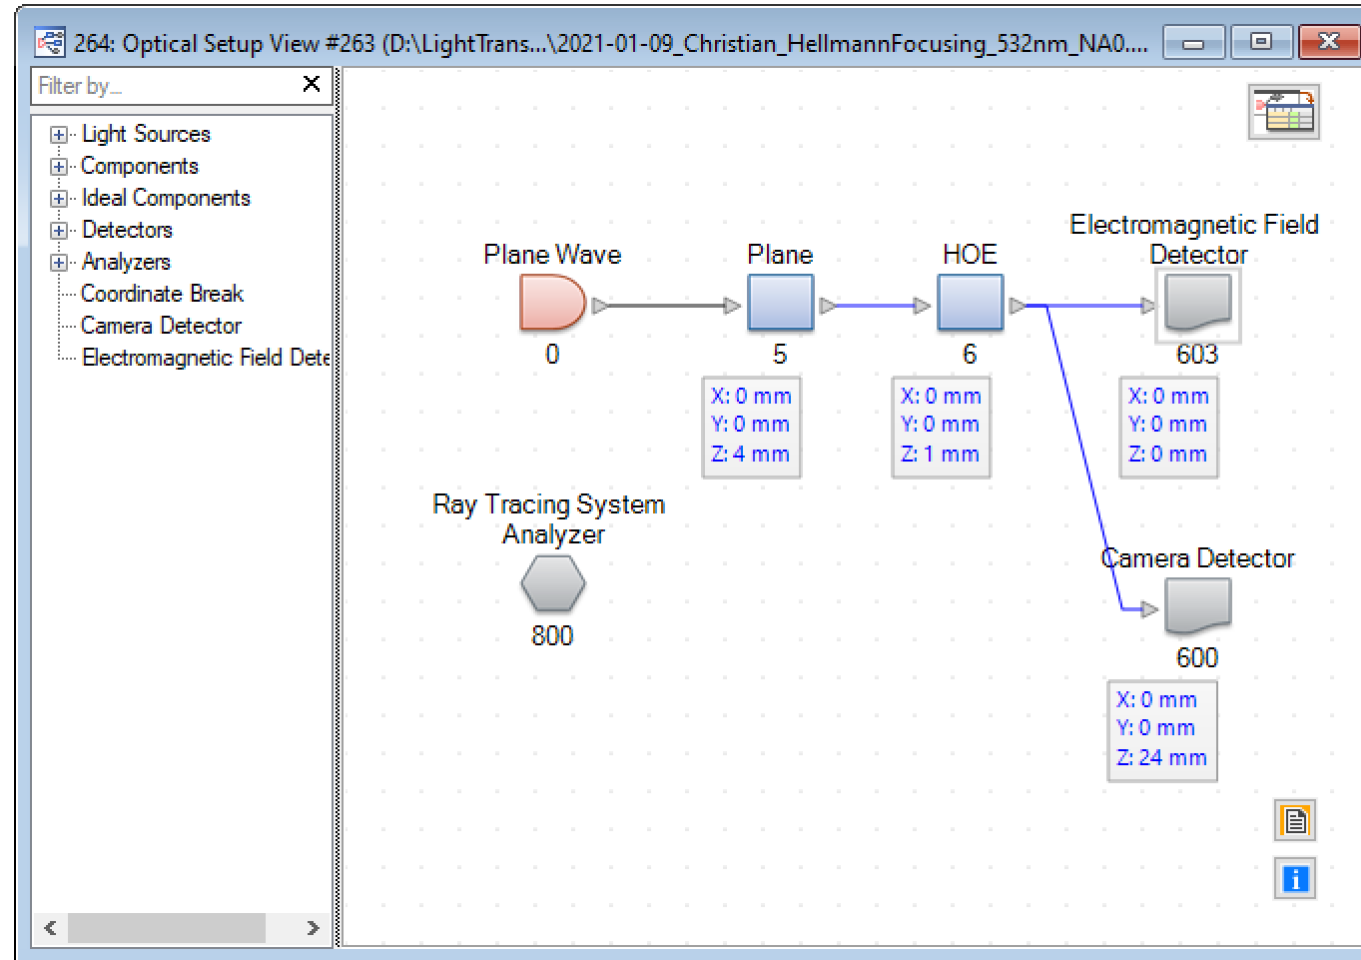 264: Optical Setup View #263 (D:\LightTrans...\2021-01-09_Christian_HellmannFocusing_532nm_NA0....
Filter by...
Light Sources
Components
Ideal Components
Detectors
Analyzers
Coordinate Break
Camera Detector
Electromagnetic Field Dete
Plane Wave
0
Plane
5
X: 0 mm
Y: 0 mm
Z: 4 mm
HOE
6
X: 0 mm
Y: 0 mm
Z: 1 mm
Electromagnetic Field
Detector
603
X: 0 mm
Y: 0 mm
Z: 0 mm
Ray Tracing System
Analyzer
800
Camera Detector
600
X: 0 mm
Y: 0 mm
Z: 24 mm